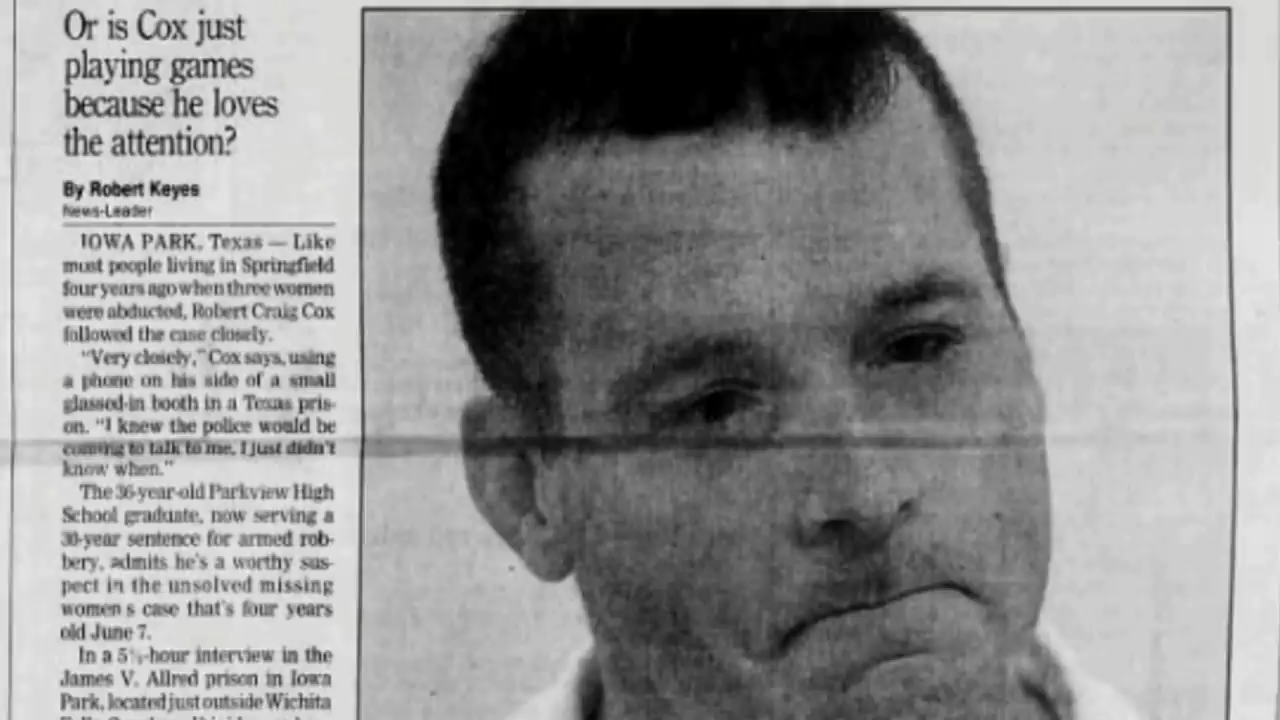 Or is Cox just
playing games
because he loves
the attention?
By Robert Keyes
News-Leader
IOWA PARK, Texas — Like
most people living in Springfield
four years ago when three women
were abducted, Robert Craig Cox
followed the case closely.
"Very closely," Cox says, using
a phone on his side of a small
glassed-in booth in a Texas pris-
on. "I knew the police would be
coming to talk to me, I just didn't
know when."
The 36-year-old Parkview High
School graduate, now serving a
30-year sentence for armed rob-
bery, admits he's a worthy sus-
pect in the unsolved missing
women's case that's four years
old June 7.
In a 5½-hour interview in the
James V. Allred prison in Iowa
Park, located just outside Wichita